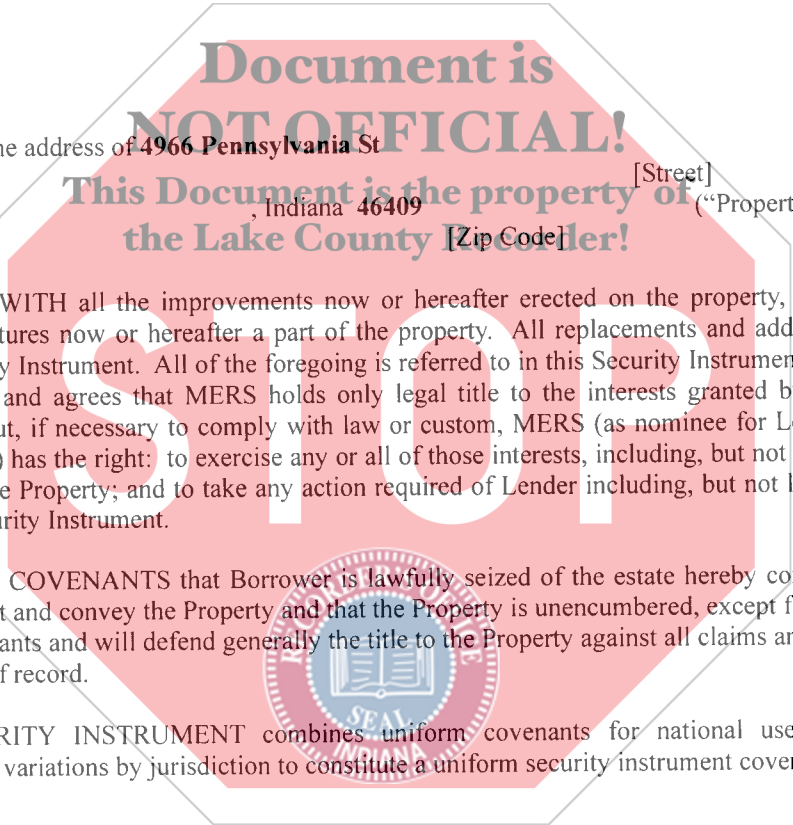 Document is
NOT OFFICIAL!
ne address of 4966 Pennsylvania St
[Street]
This Document is the property of
, Indiana 46409 ("Propert
the Lake County Recorder!
[Zip Code]
WITH all the improvements now or hereafter erected on the property,
tures now or hereafter a part of the property. All replacements and add
y Instrument. All of the foregoing is referred to in this Security Instrumen
and agrees that MERS holds only legal title to the interests granted b
ut, if necessary to comply with law or custom, MERS (as nominee for L
) has the right: to exercise any or all of those interests, including, but not
e Property; and to take any action required of Lender including, but not l
urity Instrument.
STOP
COVENANTS that Borrower is lawfully seized of the estate hereby co
t and convey the Property and that the Property is unencumbered, except f
ants and will defend generally the title to the Property against all claims an
f record.
RECORDER'S OFFICE
SEAL
INDIANA
RITY INSTRUMENT combines uniform covenants for national use
variations by jurisdiction to constitute a uniform security instrument cove